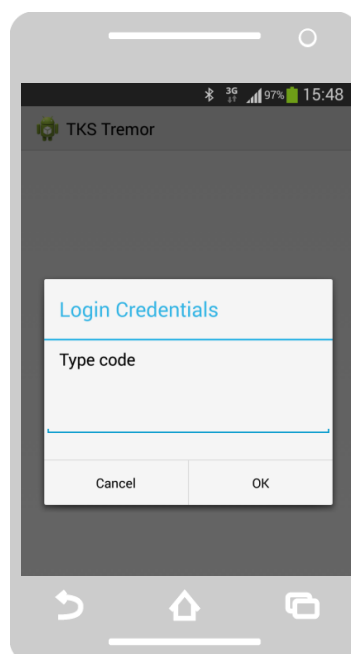 3G 97% 15:48
TKS Tremor
Login Credentials
Type code
Cancel OK